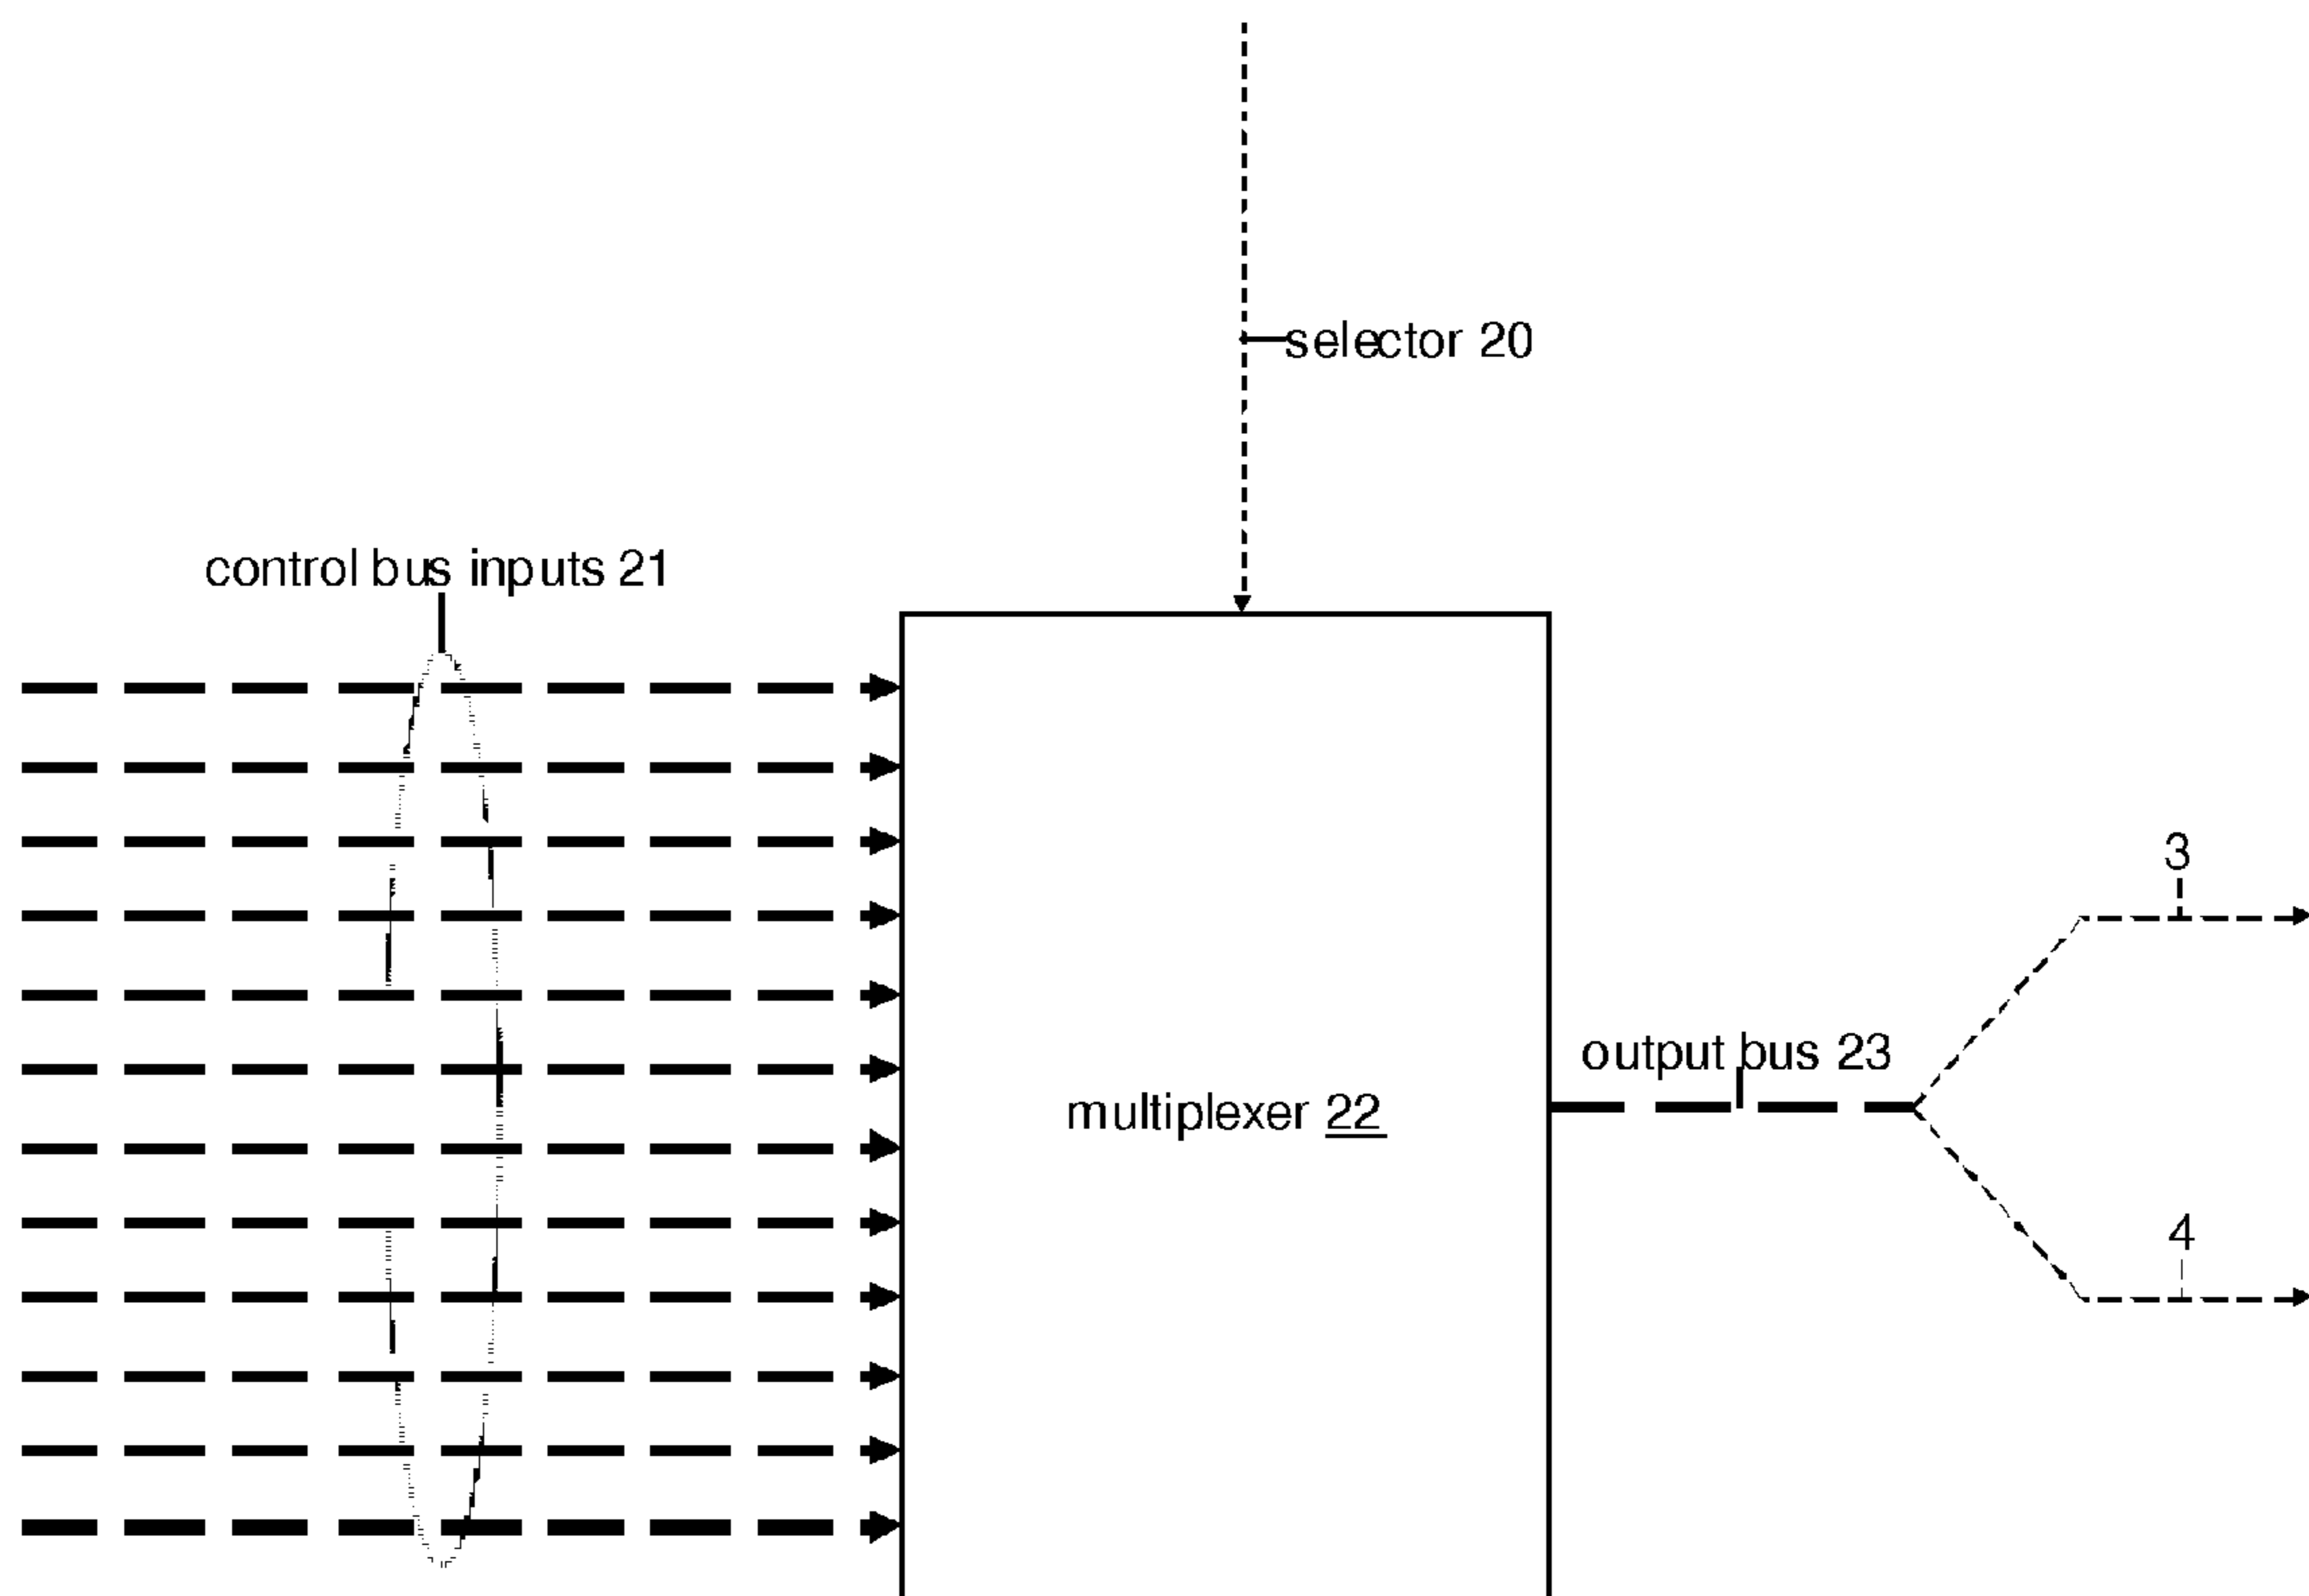 selector 20
control bus inputs 21
3
output bus 23
multiplexer 22
4